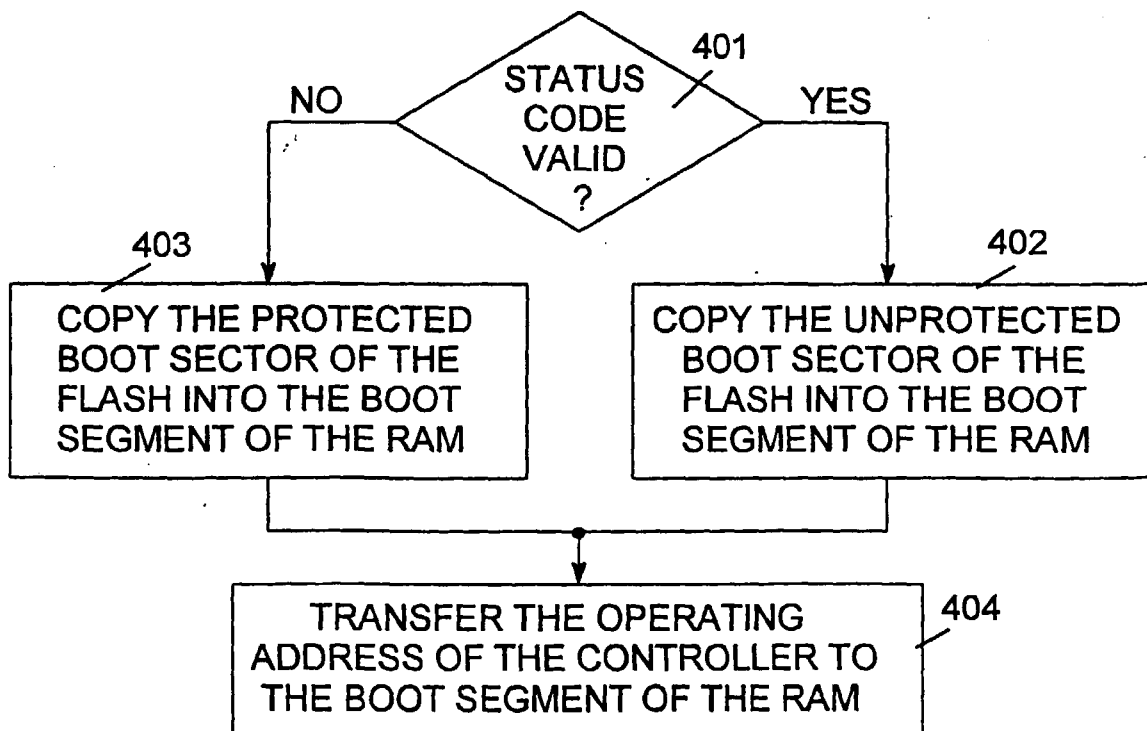 401
STATUS
CODE
VALID
?
NO
YES
403
COPY THE PROTECTED
BOOT SECTOR OF THE
FLASH INTO THE BOOT
SEGMENT OF THE RAM
402
COPY THE UNPROTECTED
BOOT SECTOR OF THE
FLASH INTO THE BOOT
SEGMENT OF THE RAM
TRANSFER THE OPERATING
ADDRESS OF THE CONTROLLER TO
THE BOOT SEGMENT OF THE RAM
404